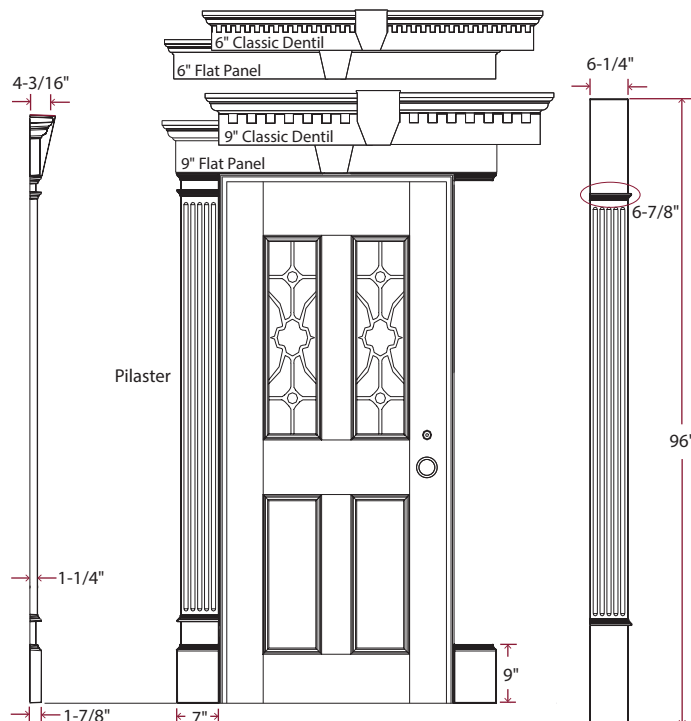 6" Classic Dentil
6" Flat Panel
4-3/16"
6-1/4"
9" Classic Dentil
9" Flat Panel
6-7/8"
Pilaster
96"
1-1/4"
9"
1-7/8"
7"